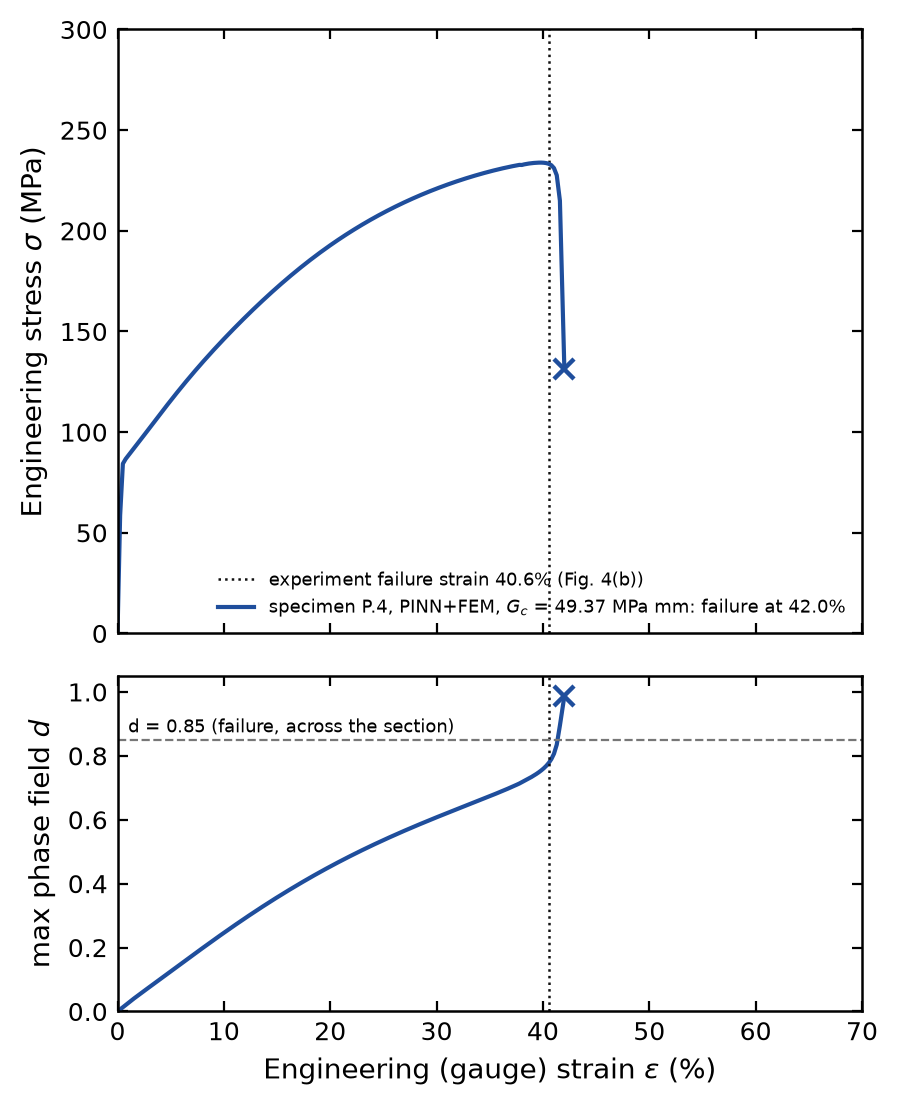 300
250
200
150
100
50
0
Engineering stress σ (MPa)
experiment failure strain 40.6% (Fig. 4(b))
specimen P.4, PINN+FEM, G_c = 49.37 MPa mm: failure at 42.0%
1.0
0.8
0.6
0.4
0.2
0.0
max phase field d
d = 0.85 (failure, across the section)
0 10 20 30 40 50 60 70
Engineering (gauge) strain ε (%)